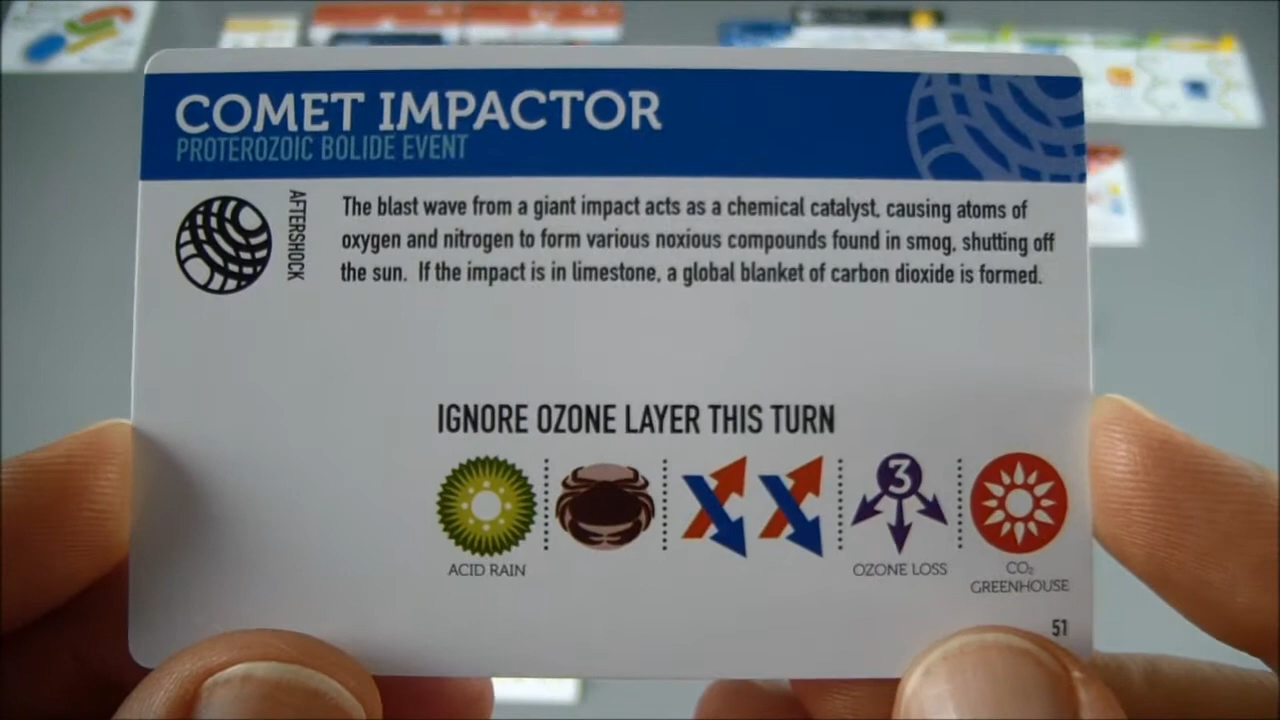 COMET IMPACTOR
PROTEROZOIC BOLIDE EVENT
AFTERSHOCK
The blast wave from a giant impact acts as a chemical catalyst, causing atoms of
oxygen and nitrogen to form various noxious compounds found in smog, shutting off
the sun. If the impact is in limestone, a global blanket of carbon dioxide is formed.
IGNORE OZONE LAYER THIS TURN
3
ACID RAIN
OZONE LOSS
CO₂
GREENHOUSE
51